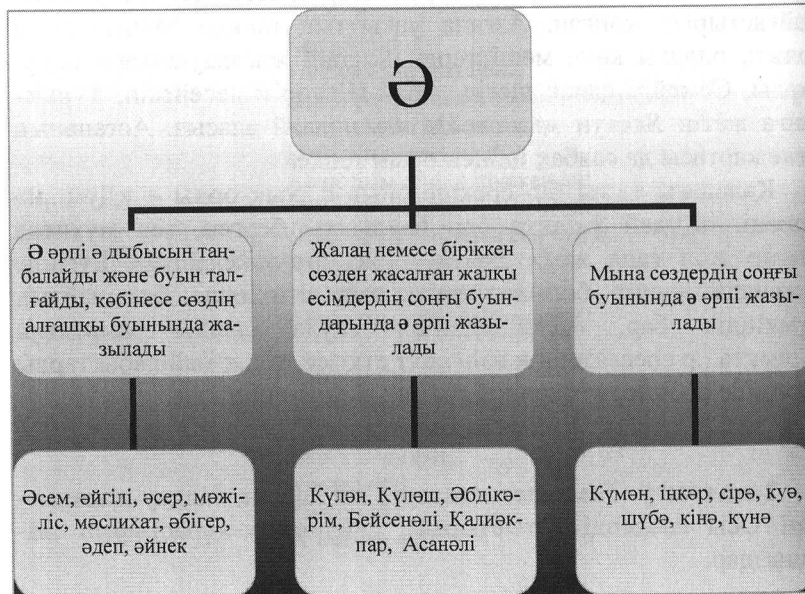 Ә
Ә әрпі ә дыбысын таң-
балайды және буын тал-
ғайды, көбінесе сөздің
алғашқы буынында жа-
зылады
Жалаң немесе біріккен
сөзден жасалған жалқы
есімдердің соңғы буын-
дарында ә әрпі жазы-
лады
Мына сөздердің соңғы
буынында ә әрпі жазы-
лады
Әсем, әйгілі, әсер, мәжі-
ліс, мәслихат, әбігер,
әдеп, әйнек
Күлән, Күләш, Әбдікә-
рім, Бейсенәлі, Қалиәк-
пар, Асанәлі
Күмән, іңкәр, сірә, куә,
шүбә, кінә, күнә